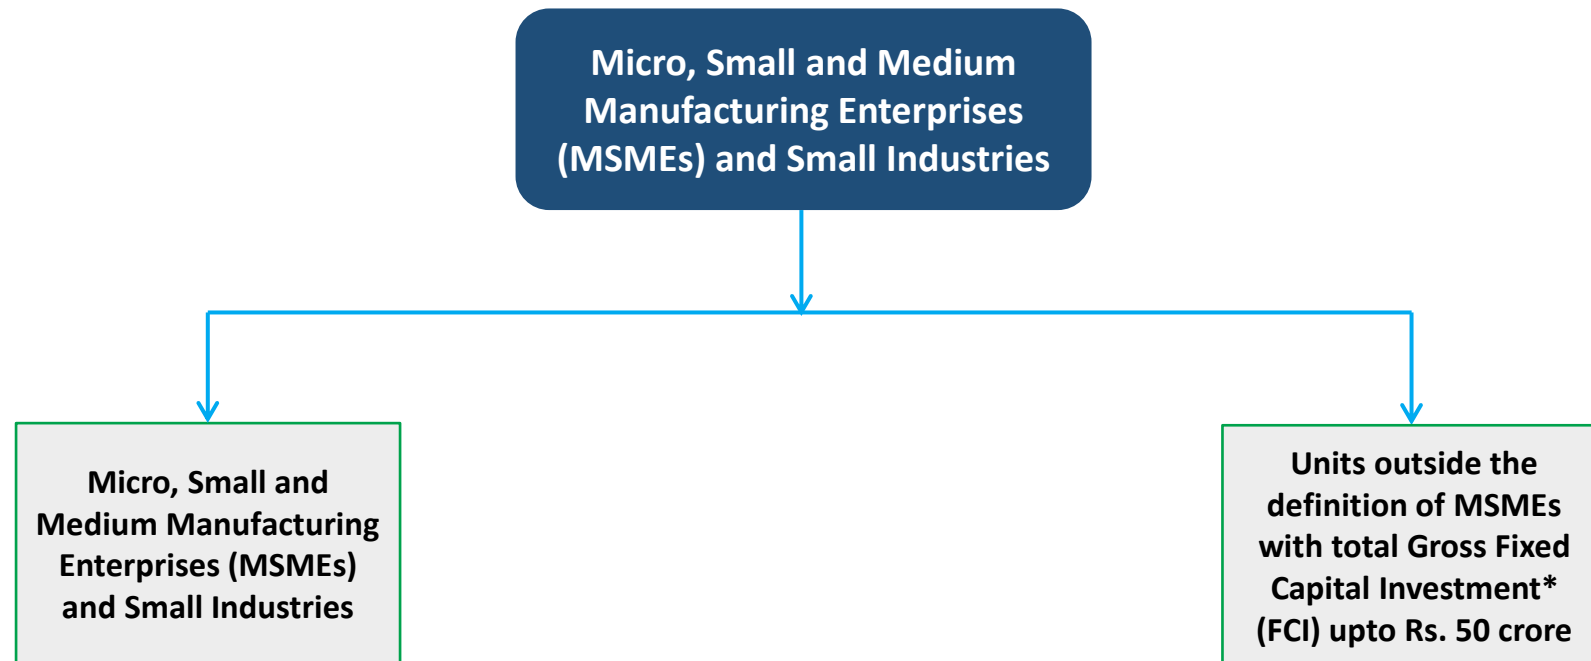 Micro, Small and Medium
Manufacturing Enterprises
(MSMEs) and Small Industries
Micro, Small and
Medium Manufacturing
Enterprises (MSMEs)
and Small Industries
Units outside the
definition of MSMEs
with total Gross Fixed
Capital Investment*
(FCI) upto Rs. 50 crore